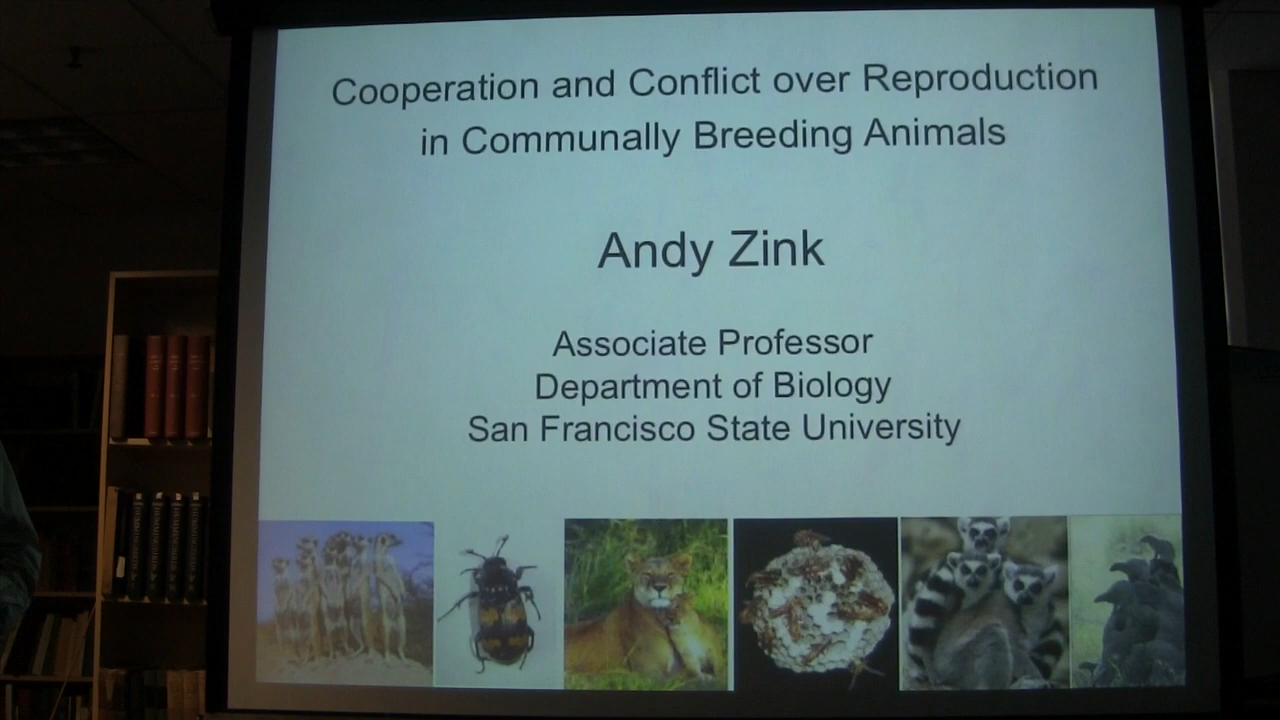 Cooperation and Conflict over Reproduction
in Communally Breeding Animals
Andy Zink
Associate Professor
Department of Biology
San Francisco State University